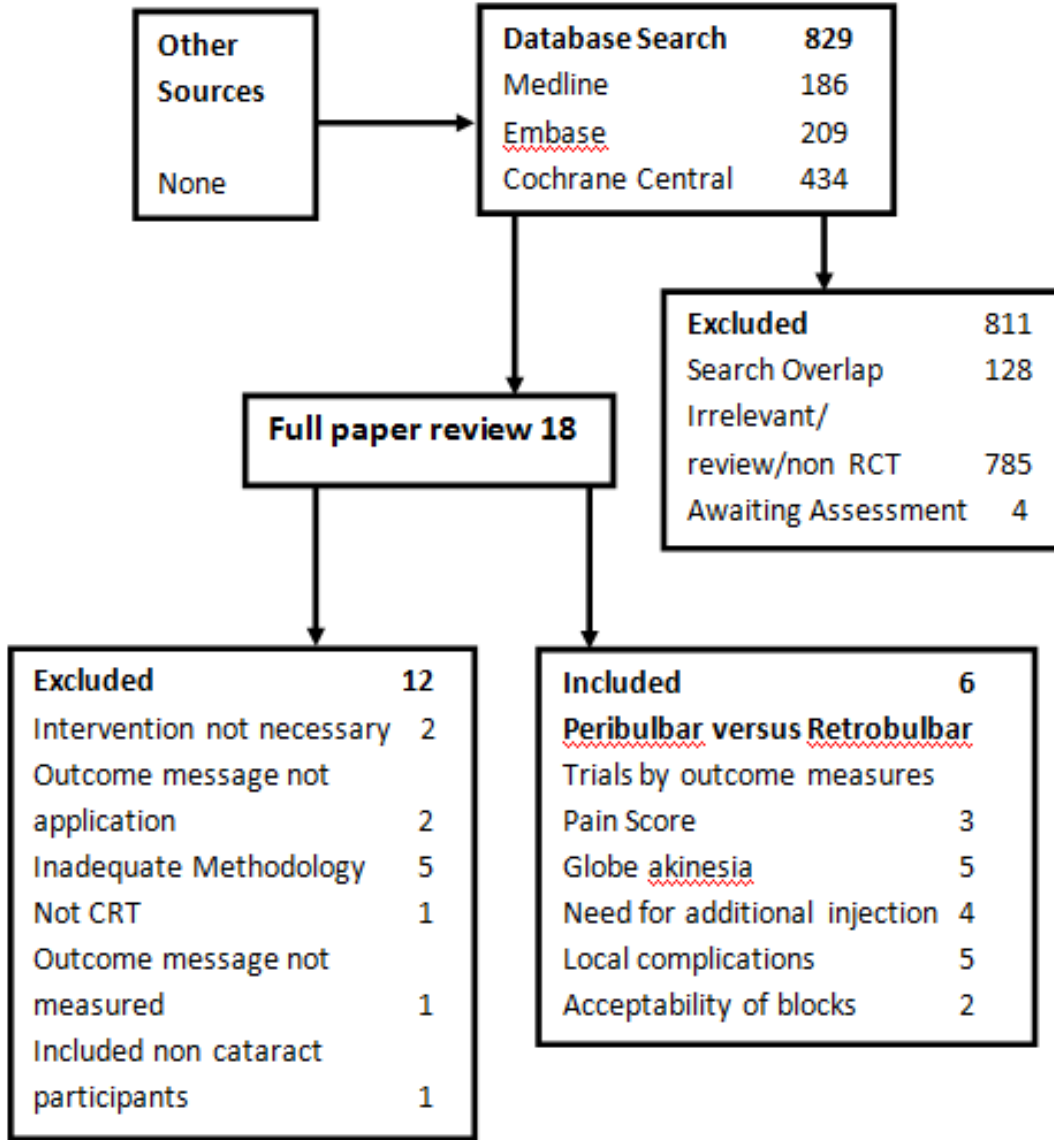 Other
Sources
None
Database Search 829
Medline 186
Embase 209
Cochrane Central 434
Excluded 811
Search Overlap 128
Irrelevant/
review/non RCT 785
Awaiting Assessment 4
Full paper review 18
Excluded 12
Intervention not necessary 2
Outcome message not
application 2
Inadequate Methodology 5
Not CRT 1
Outcome message not
measured 1
Included non cataract
participants 1
Included 6
Peribulbar versus Retrobulbar
Trials by outcome measures
Pain Score 3
Globe akinesia 5
Need for additional injection 4
Local complications 5
Acceptability of blocks 2